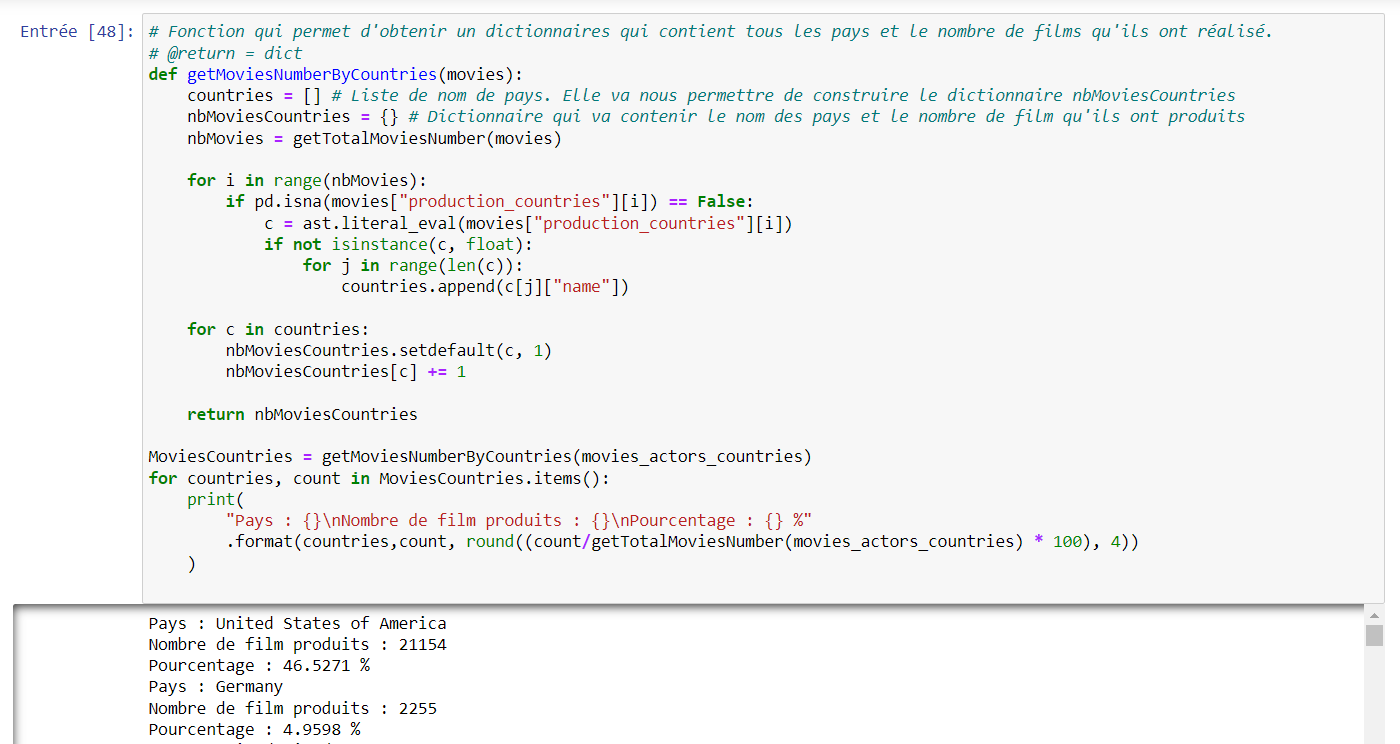 Entrée [48]: # Fonction qui permet d'obtenir un dictionnaires qui contient tous les pays et le nombre de films qu'ils ont réalisé.
# @return = dict
def getMoviesNumberByCountries(movies):
    countries = [] # Liste de nom de pays. Elle va nous permettre de construire le dictionnaire nbMoviesCountries
    nbMoviesCountries = {} # Dictionnaire qui va contenir le nom des pays et le nombre de film qu'ils ont produits
    nbMovies = getTotalMoviesNumber(movies)
    for i in range(nbMovies):
        if pd.isna(movies["production_countries"][i]) == False:
            c = ast.literal_eval(movies["production_countries"][i])
            if not isinstance(c, float):
                for j in range(len(c)):
                    countries.append(c[j]["name"])
    for c in countries:
        nbMoviesCountries.setdefault(c, 1)
        nbMoviesCountries[c] += 1
    return nbMoviesCountries
MoviesCountries = getMoviesNumberByCountries(movies_actors_countries)
for countries, count in MoviesCountries.items():
    print(
        "Pays : {}\nNombre de film produits : {}\nPourcentage : {} %"
        .format(countries,count, round((count/getTotalMoviesNumber(movies_actors_countries) * 100), 4))
    )
Pays : United States of America
Nombre de film produits : 21154
Pourcentage : 46.5271 %
Pays : Germany
Nombre de film produits : 2255
Pourcentage : 4.9598 %